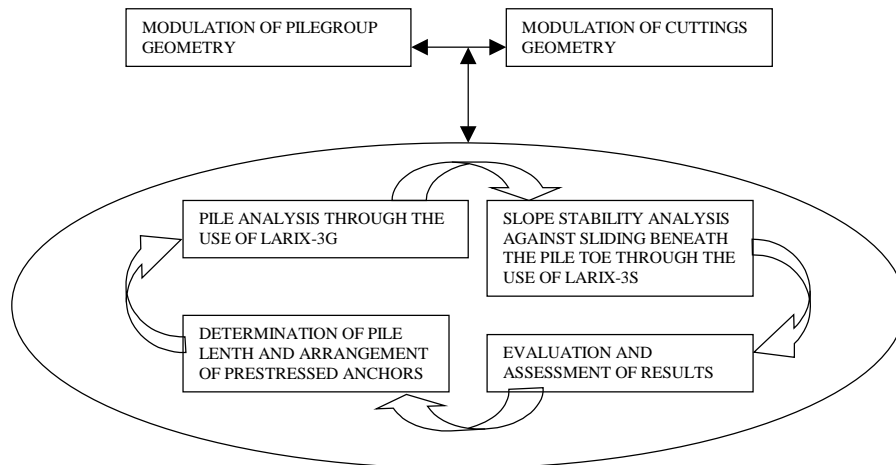 MODULATION OF PILEGROUP
GEOMETRY
MODULATION OF CUTTINGS
GEOMETRY
PILE ANALYSIS THROUGH THE
USE OF LARIX-3G
SLOPE STABILITY ANALYSIS
AGAINST SLIDING BENEATH
THE PILE TOE THROUGH THE
USE OF LARIX-3S
DETERMINATION OF PILE
LENTH AND ARRANGEMENT
OF PRESTRESSED ANCHORS
EVALUATION AND
ASSESSMENT OF RESULTS